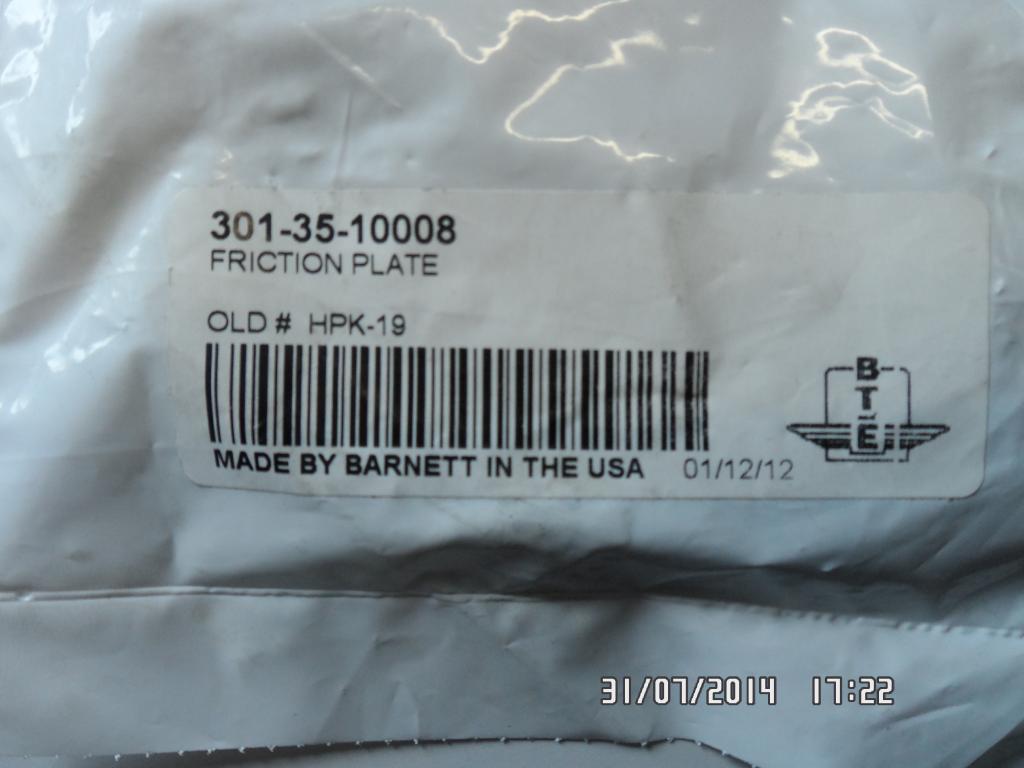 301-35-10008
FRICTION PLATE
OLD # HPK-19
B
T
E
MADE BY BARNETT IN THE USA 01/12/12
31/07/2014 17:22